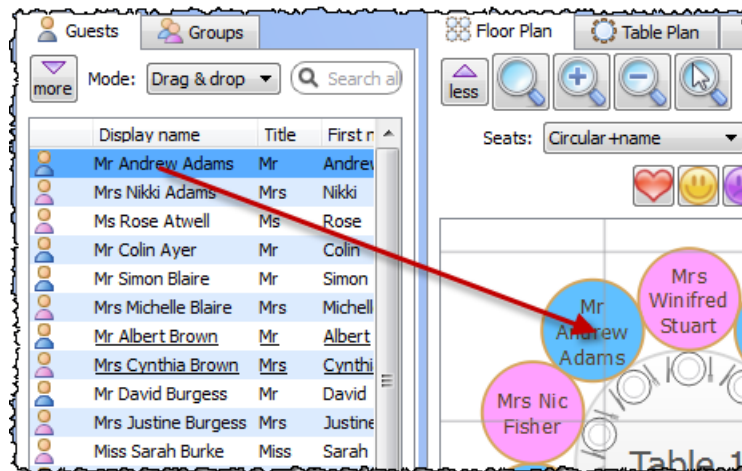 Guests Groups
more Mode: Drag & drop Search all
Display name Title First n
Mr Andrew Adams Mr Andrew
Mrs Nikki Adams Mrs Nikki
Ms Rose Atwell Ms Rose
Mr Colin Ayer Mr Colin
Mr Simon Blaire Mr Simon
Mrs Michelle Blaire Mrs Michell
Mr Albert Brown Mr Albert
Mrs Cynthia Brown Mrs Cynthi
Mr David Burgess Mr David
Mrs Justine Burgess Mrs Justine
Miss Sarah Burke Miss Sarah
Floor Plan Table Plan
less
Seats: Circular+name
Mr
Andrew
Adams
Mrs
Winifred
Stuart
Mrs Nic
Fisher
Table 1